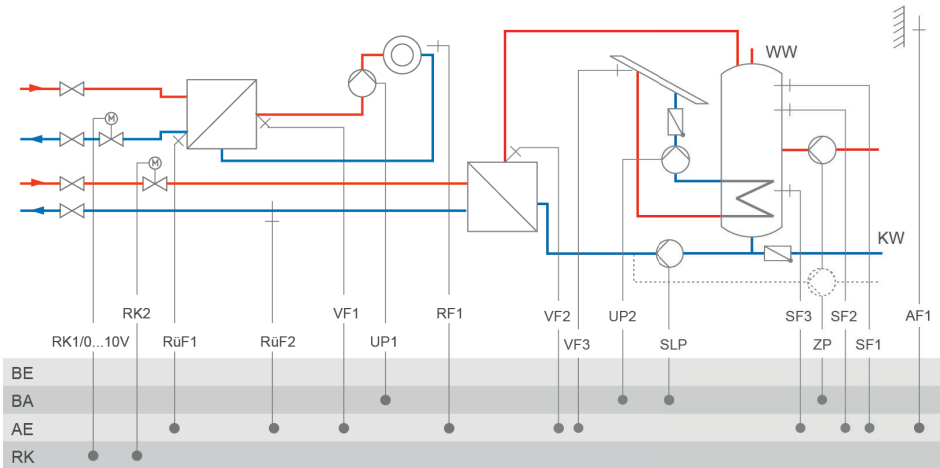 WW
M
M
KW
RK2 VF1 RF1 VF2 UP2 SF3 SF2 AF1
RK1/0...10V RüF1 RüF2 UP1 VF3 SLP ZP SF1
BE
BA
AE
RK